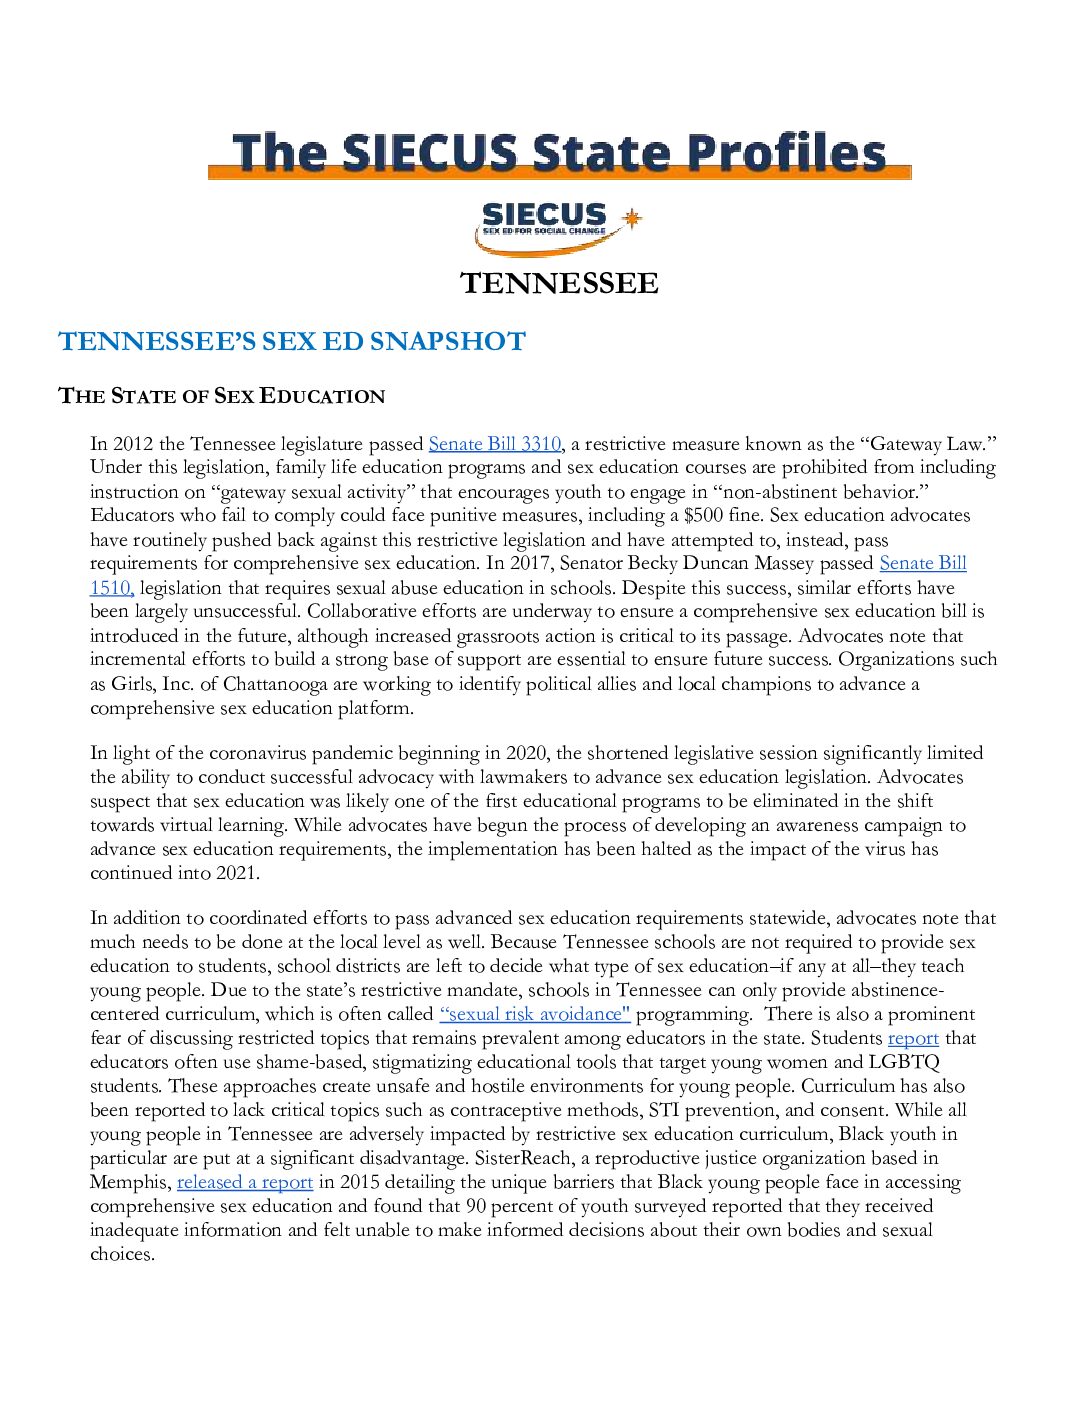 The SIECUS State Profiles
SIECUS
SEX ED FOR SOCIAL CHANGE
TENNESSEE
TENNESSEE’S SEX ED SNAPSHOT
THE STATE OF SEX EDUCATION
In 2012 the Tennessee legislature passed Senate Bill 3310, a restrictive measure known as the “Gateway Law.”
Under this legislation, family life education programs and sex education courses are prohibited from including
instruction on “gateway sexual activity” that encourages youth to engage in “non-abstinent behavior.”
Educators who fail to comply could face punitive measures, including a $500 fine. Sex education advocates
have routinely pushed back against this restrictive legislation and have attempted to, instead, pass
requirements for comprehensive sex education. In 2017, Senator Becky Duncan Massey passed Senate Bill
1510, legislation that requires sexual abuse education in schools. Despite this success, similar efforts have
been largely unsuccessful. Collaborative efforts are underway to ensure a comprehensive sex education bill is
introduced in the future, although increased grassroots action is critical to its passage. Advocates note that
incremental efforts to build a strong base of support are essential to ensure future success. Organizations such
as Girls, Inc. of Chattanooga are working to identify political allies and local champions to advance a
comprehensive sex education platform.
In light of the coronavirus pandemic beginning in 2020, the shortened legislative session significantly limited
the ability to conduct successful advocacy with lawmakers to advance sex education legislation. Advocates
suspect that sex education was likely one of the first educational programs to be eliminated in the shift
towards virtual learning. While advocates have begun the process of developing an awareness campaign to
advance sex education requirements, the implementation has been halted as the impact of the virus has
continued into 2021.
In addition to coordinated efforts to pass advanced sex education requirements statewide, advocates note that
much needs to be done at the local level as well. Because Tennessee schools are not required to provide sex
education to students, school districts are left to decide what type of sex education–if any at all–they teach
young people. Due to the state’s restrictive mandate, schools in Tennessee can only provide abstinence-
centered curriculum, which is often called “sexual risk avoidance" programming.  There is also a prominent
fear of discussing restricted topics that remains prevalent among educators in the state. Students report that
educators often use shame-based, stigmatizing educational tools that target young women and LGBTQ
students. These approaches create unsafe and hostile environments for young people. Curriculum has also
been reported to lack critical topics such as contraceptive methods, STI prevention, and consent. While all
young people in Tennessee are adversely impacted by restrictive sex education curriculum, Black youth in
particular are put at a significant disadvantage. SisterReach, a reproductive justice organization based in
Memphis, released a report in 2015 detailing the unique barriers that Black young people face in accessing
comprehensive sex education and found that 90 percent of youth surveyed reported that they received
inadequate information and felt unable to make informed decisions about their own bodies and sexual
choices.